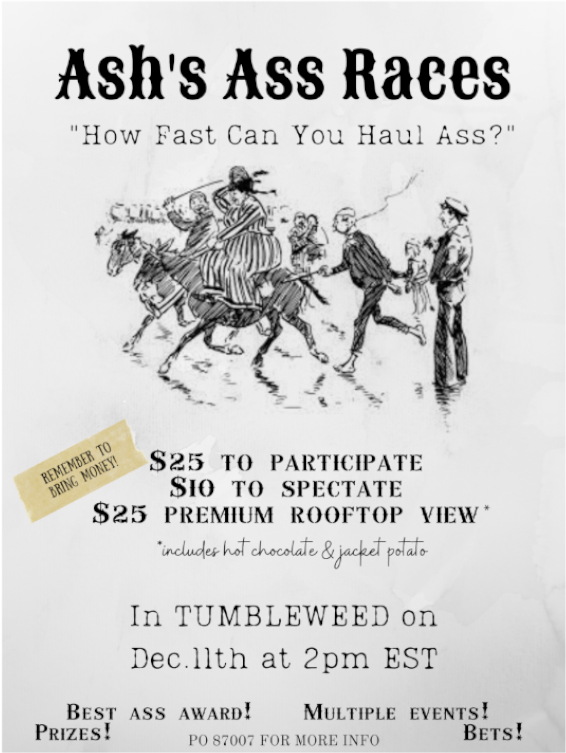 Ash's Ass Races
"How Fast Can You Haul Ass?"
REMEMBER TO
BRING MONEY!
$25 TO PARTICIPATE
$10 TO SPECTATE
$25 PREMIUM ROOFTOP VIEW*
*includes hot chocolate & jacket potato
In TUMBLEWEED on
Dec.11th at 2pm EST
BEST ASS AWARD! MULTIPLE EVENTS!
PRIZES! PO 87007 FOR MORE INFO BETS!